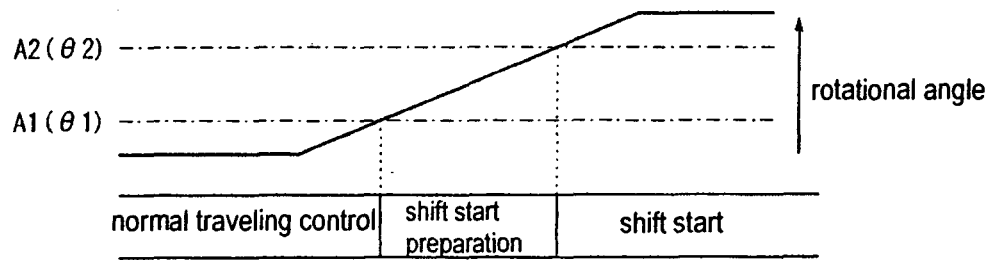 A2(θ2)
A1(θ1)
rotational angle
normal traveling control
shift start
preparation
shift start